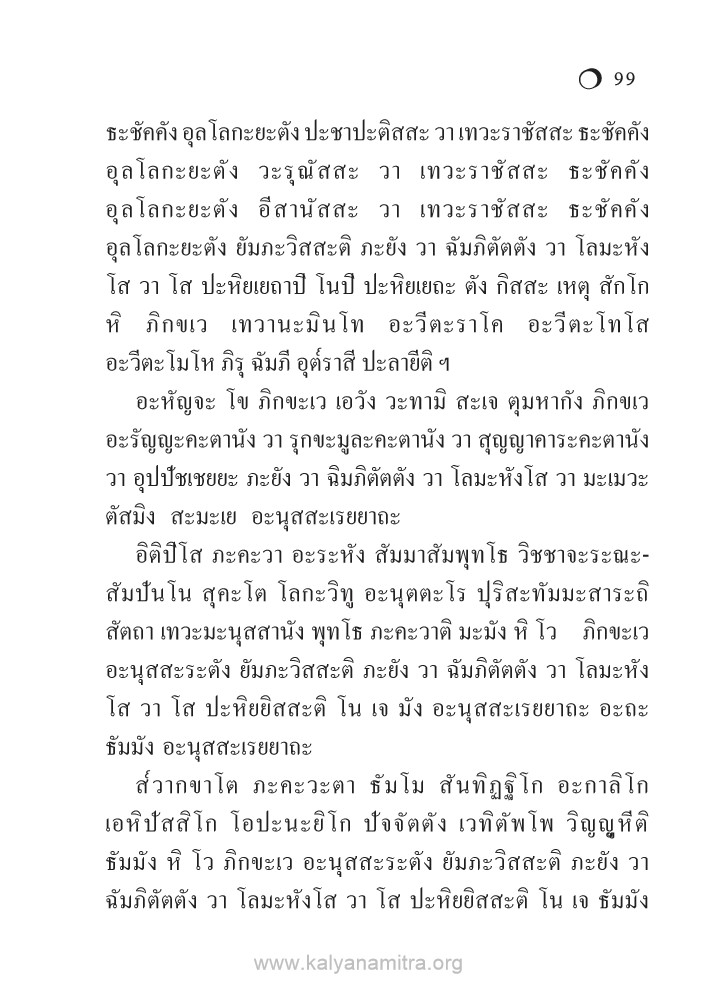 99
ธะชัคคัง อุลโลกะยะตัง ปะชาปะติสสะ วา เทวะราชัสสะ ธะชัคคัง
อุลโลกะยะตัง วะรุณัสสะ วา เทวะราชัสสะ ธะชัคคัง
อุลโลกะยะตัง อีสานัสสะ วา เทวะราชัสสะ ธะชัคคัง
อุลโลกะยะตัง ยัมภะวิสสะติ ภะยัง วา ฉัมภิตัตตัง วา โลมะหัง
โส วา โส ปะหิยเยถาปี โนปี ปะหิยเยถะ ตัง กิสสะ เหตุ สักโก
หิ ภิกขเว เทวานะมินโท อะวีตะราโค อะวีตะโทโส
อะวีตะโมโห ภิรุ ฉัมภี อุต์ราสี ปะลายีติ ฯ
อะหัญจะ โข ภิกขะเว เอวัง วะทามิ สะเจ ตุมหากัง ภิกขเว
อะรัญญะคะตานัง วา รุกขะมูละคะตานัง วา สุญญาคาระคะตานัง
วา อุปปัชเชยยะ ภะยัง วา ฉิมภิตัตตัง วา โลมะหังโส วา มะเมวะ
ตัสมิง สะมะเย อะนุสสะเรยยาถะ
อิติปิโส ภะคะวา อะระหัง สัมมาสัมพุทโธ วิชชาจะระณะ-
สัมปันโน สุคะโต โลกะวิทู อะนุตตะโร ปุริสะทัมมะสาระถิ
สัตถา เทวะมะนุสสานัง พุทโธ ภะคะวาติ มะมัง หิ โว ภิกขะเว
อะนุสสะระตัง ยัมภะวิสสะติ ภะยัง วา ฉัมภิตัตตัง วา โลมะหัง
โส วา โส ปะหิยยิสสะติ โน เจ มัง อะนุสสะเรยยาถะ อะถะ
ธัมมัง อะนุสสะเรยยาถะ
ส์วากขาโต ภะคะวะตา ธัมโม สันทิฏฐิโก อะกาลิโก
เอหิปัสสิโก โอปะนะยิโก ปัจจัตตัง เวทิตัพโพ วิญญูหีติ
ธัมมัง หิ โว ภิกขะเว อะนุสสะระตัง ยัมภะวิสสะติ ภะยัง วา
ฉัมภิตัตตัง วา โลมะหังโส วา โส ปะหิยยิสสะติ โน เจ ธัมมัง
www.kalyanamitra.org